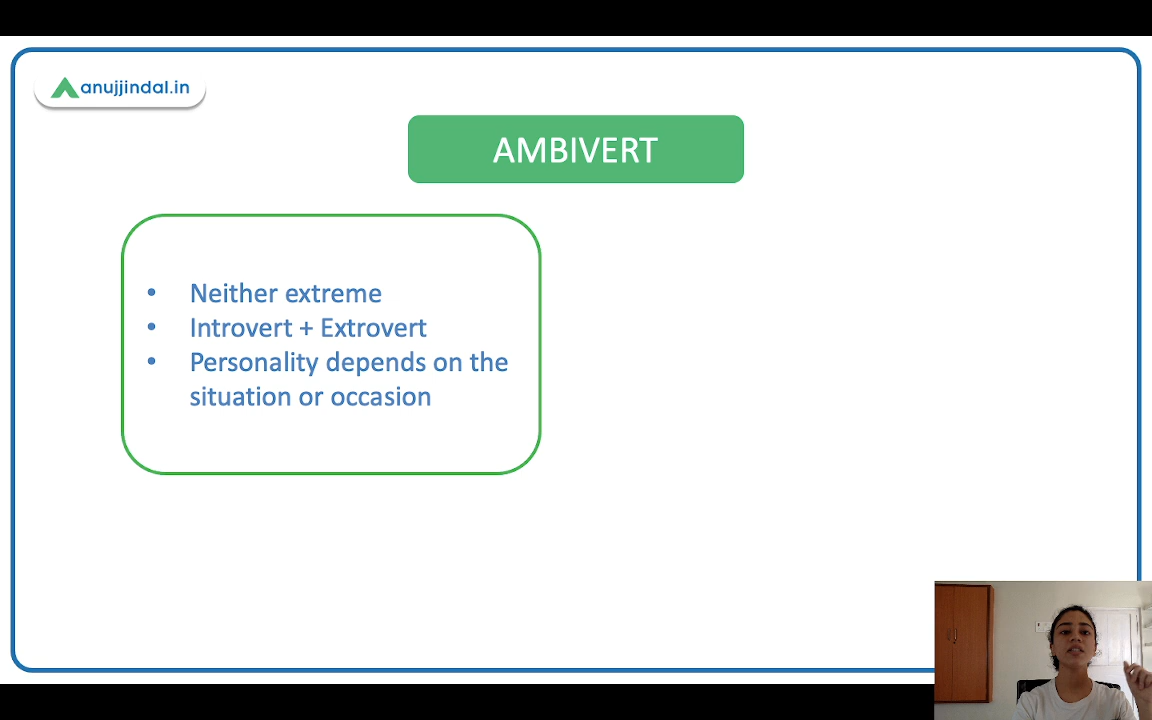 anujjindal.in
AMBIVERT
• Neither extreme
• Introvert + Extrovert
• Personality depends on the
situation or occasion